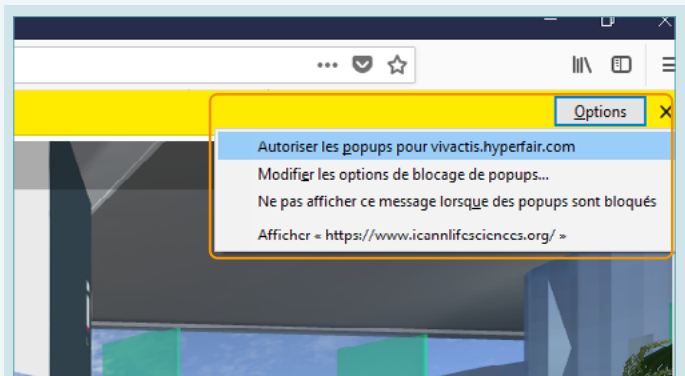 Options
Autoriser les popups pour vivactis.hyperfair.com
Modifier les options de blocage de popups...
Ne pas afficher ce message lorsque des popups sont bloqués
Afficher « https://www.icannlifesciences.org/ »